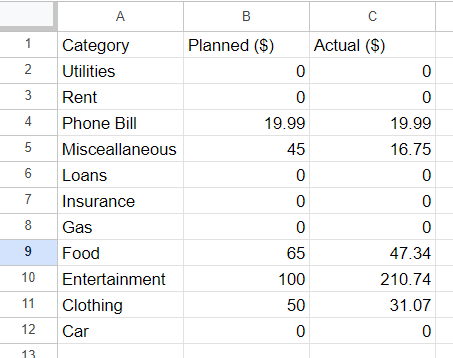 A B C
1 Category Planned ($) Actual ($)
2 Utilities 0 0
3 Rent 0 0
4 Phone Bill 19.99 19.99
5 Misceallaneous 45 16.75
6 Loans 0 0
7 Insurance 0 0
8 Gas 0 0
9 Food 65 47.34
10 Entertainment 100 210.74
11 Clothing 50 31.07
12 Car 0 0
13